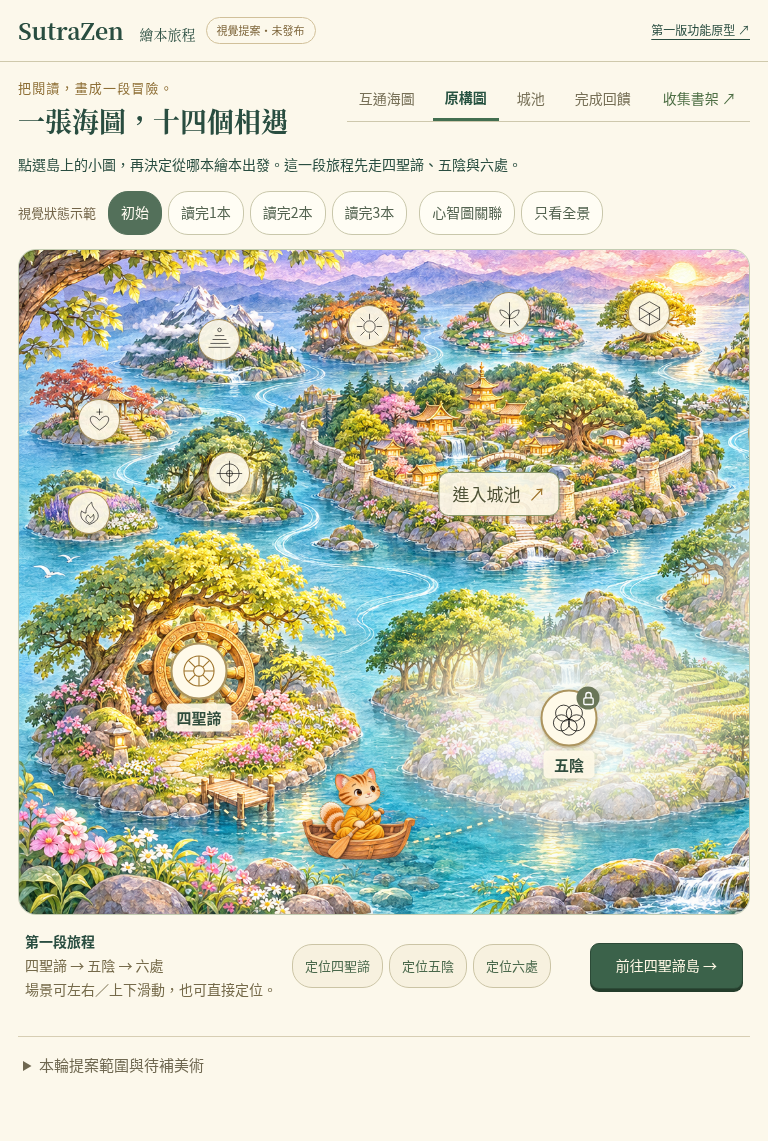 SutraZen 繪本旅程 視覺提案・未發布 第一版功能原型 ↗
把閱讀，畫成一段冒險。
一張海圖，十四個相遇
互通海圖 原構圖 城池 完成回饋 收集書架 ↗
點選島上的小圖，再決定從哪本繪本出發。這一段旅程先走四聖諦、五陰與六處。
視覺狀態示範 初始 讀完1本 讀完2本 讀完3本 心智圖關聯 只看全景
進入城池 ↗
四聖諦
五陰
第一段旅程
四聖諦 → 五陰 → 六處
場景可左右／上下滑動，也可直接定位。
定位四聖諦 定位五陰 定位六處
前往四聖諦島 →
▶ 本輪提案範圍與待補美術